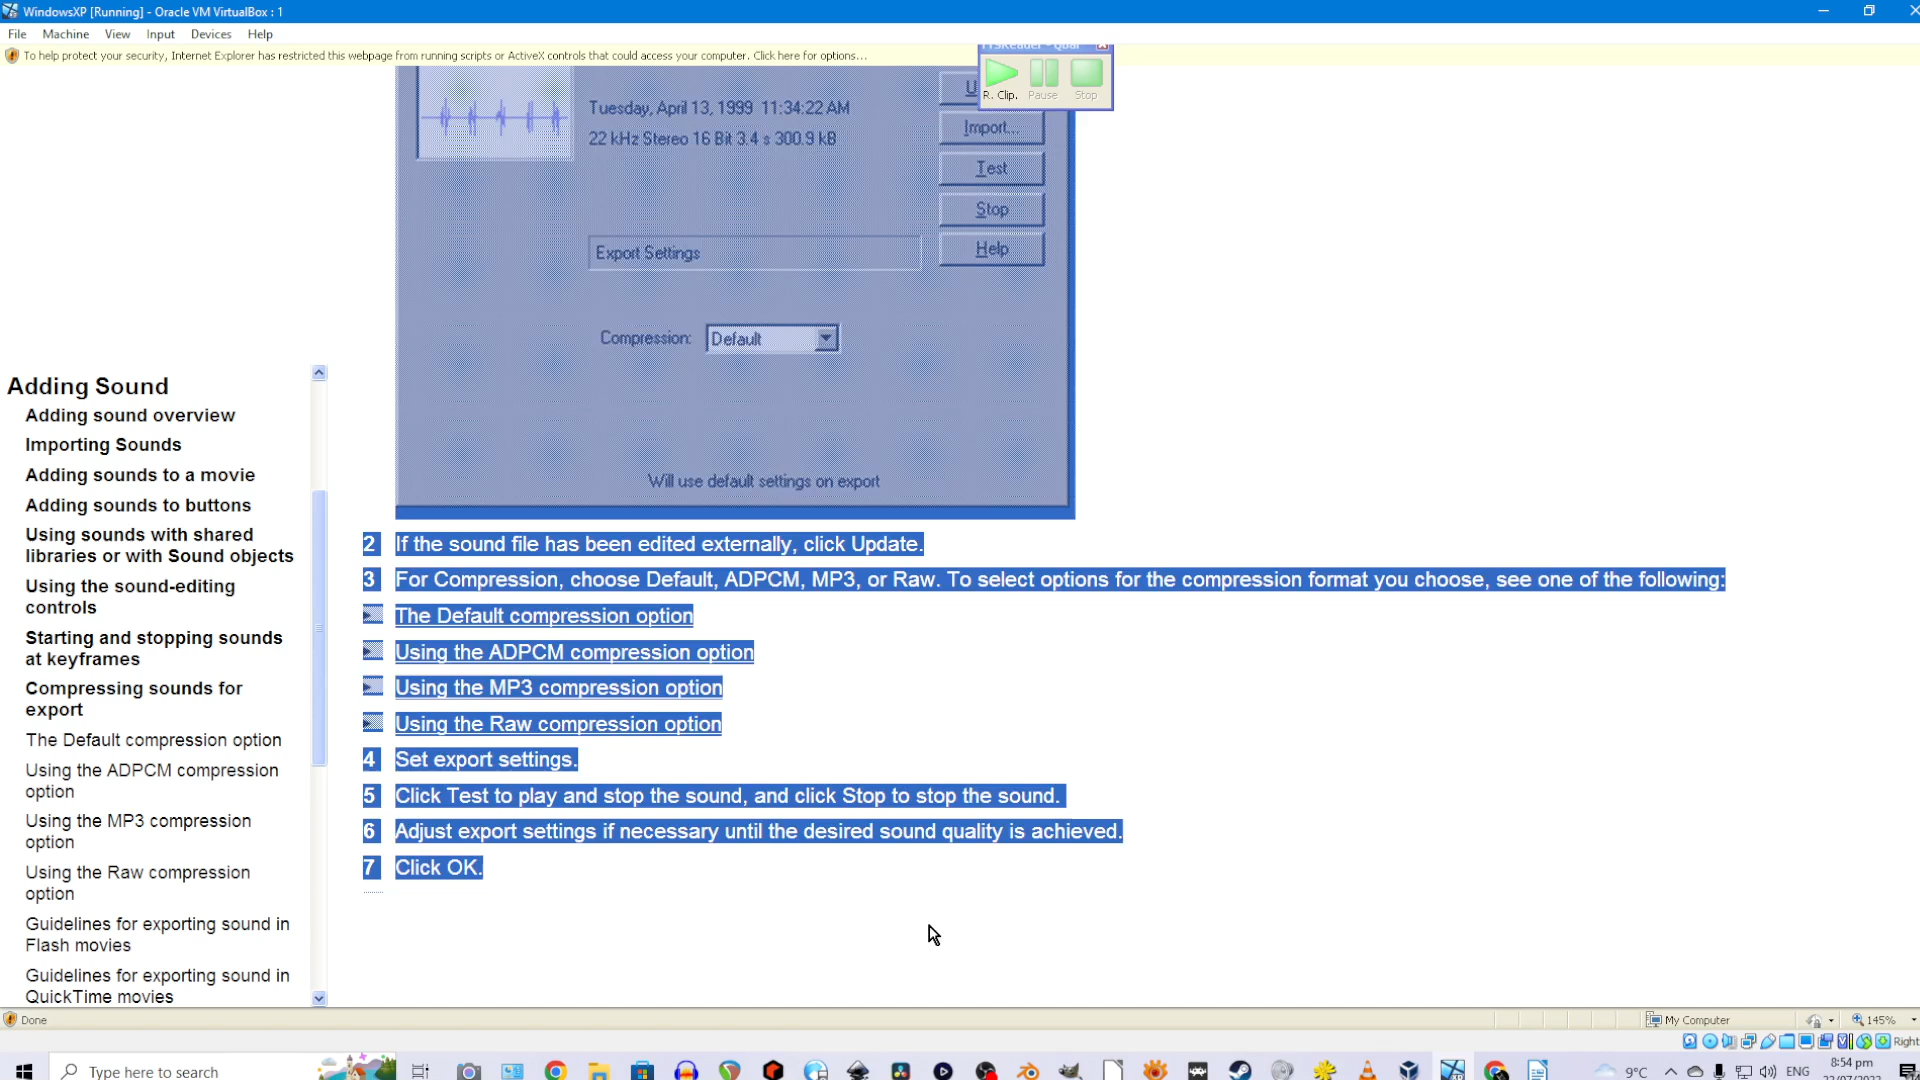 WindowsXP [Running] - Oracle VM VirtualBox : 1
File Machine View Input Devices Help
To help protect your security, Internet Explorer has restricted this webpage from running scripts or ActiveX controls that could access your computer. Click here for options...
R. Clip. Pause Stop
Tuesday, April 13, 1999 11:34:22 AM
22 kHz Stereo 16 Bit 3.4 s 300.9 kB
Import...
Test
Stop
Help
Export Settings
Compression: Default
Will use default settings on export
Adding Sound
Adding sound overview
Importing Sounds
Adding sounds to a movie
Adding sounds to buttons
Using sounds with shared
libraries or with Sound objects
Using the sound-editing
controls
Starting and stopping sounds
at keyframes
Compressing sounds for
export
The Default compression option
Using the ADPCM compression
option
Using the MP3 compression
option
Using the Raw compression
option
Guidelines for exporting sound in
Flash movies
Guidelines for exporting sound in
QuickTime movies
2 If the sound file has been edited externally, click Update.
3 For Compression, choose Default, ADPCM, MP3, or Raw. To select options for the compression format you choose, see one of the following:
The Default compression option
Using the ADPCM compression option
Using the MP3 compression option
Using the Raw compression option
4 Set export settings.
5 Click Test to play and stop the sound, and click Stop to stop the sound.
6 Adjust export settings if necessary until the desired sound quality is achieved.
7 Click OK.
Done
My Computer
145%
Right
Type here to search
9°C
ENG
8:54 pm